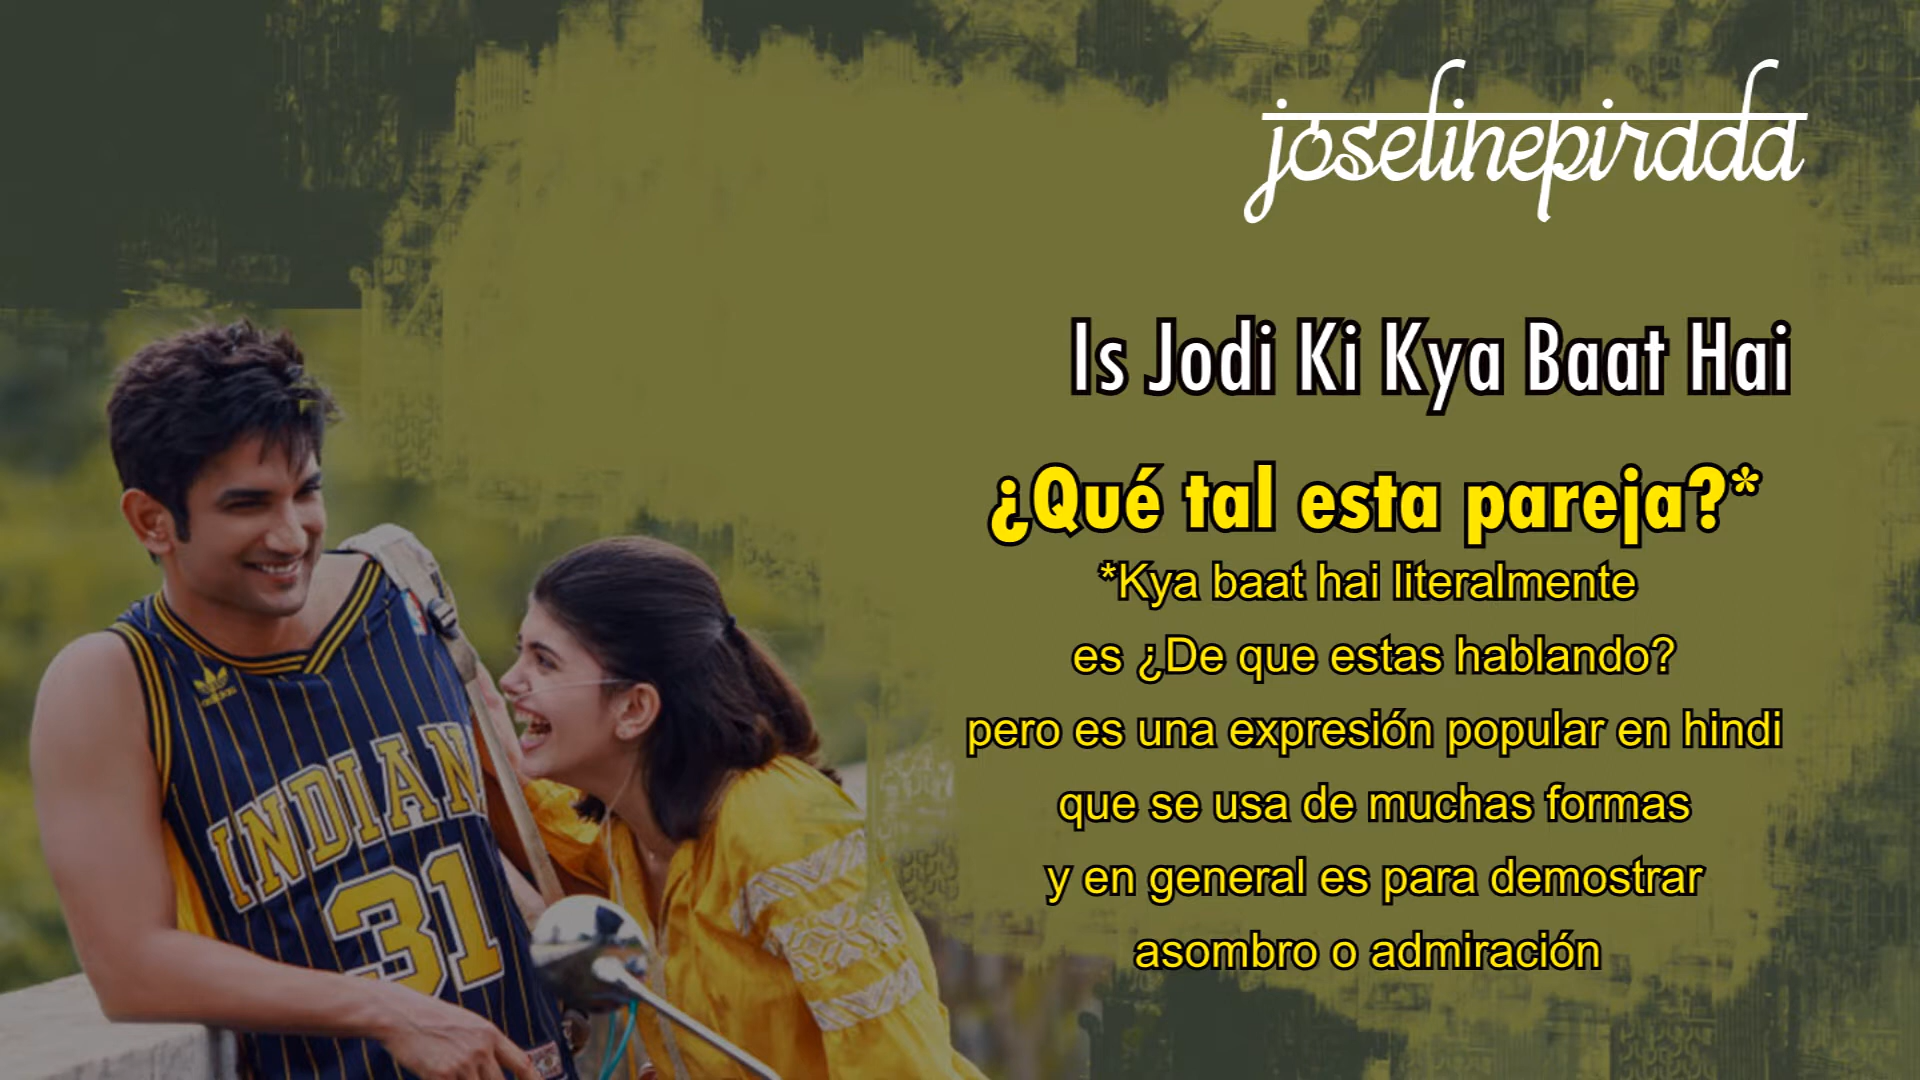 joselinepirada
Is Jodi Ki Kya Baat Hai
¿Qué tal esta pareja?*
*Kya baat hai literalmente
es ¿De que estas hablando?
pero es una expresión popular en hindi
que se usa de muchas formas
y en general es para demostrar
asombro o admiración
adidas
INDIAN
31